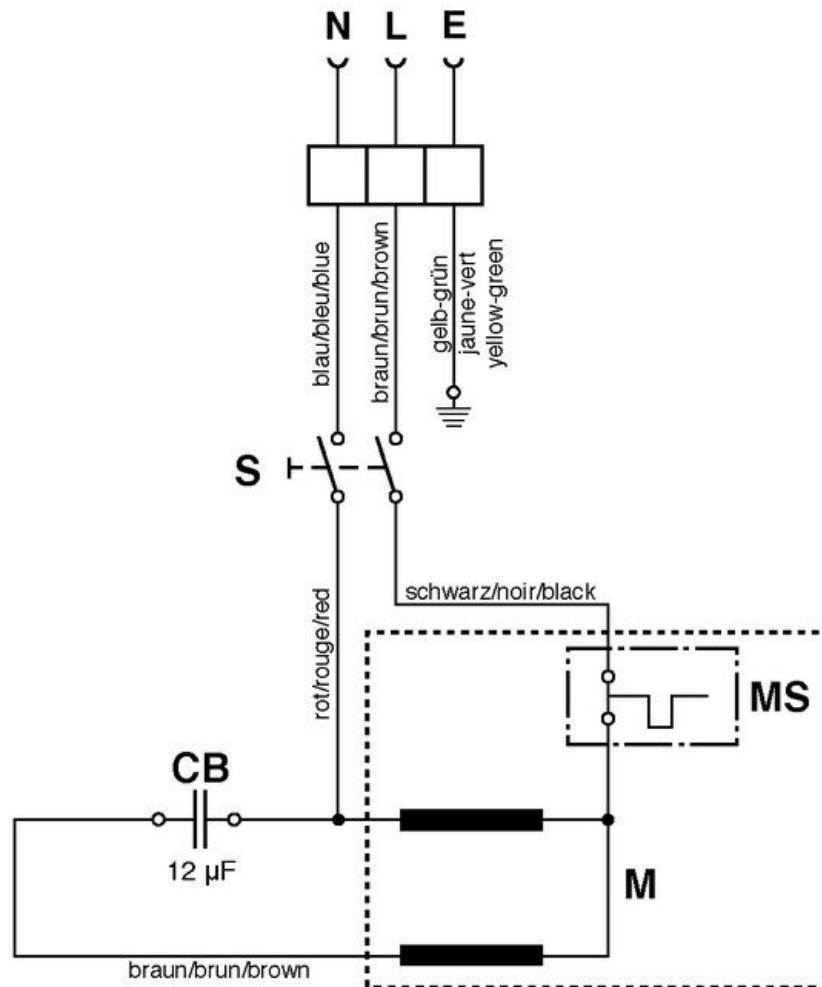 N L E
blau/bleu/blue
braun/brun/brown
gelb-grün
jaune-vert
yellow-green
S
schwarz/noir/black
rot/rouge/red
MS
CB
12 µF
M
braun/brun/brown